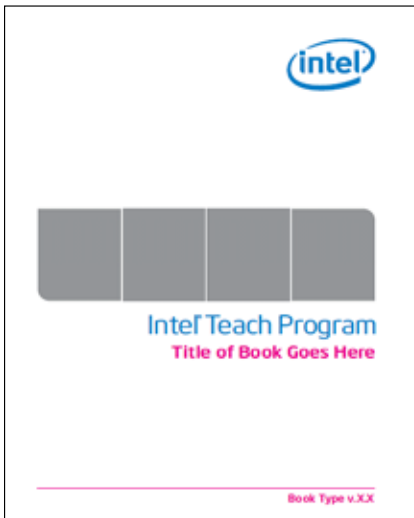 intel
Intel® Teach Program
Title of Book Goes Here
Book Type v.X.X